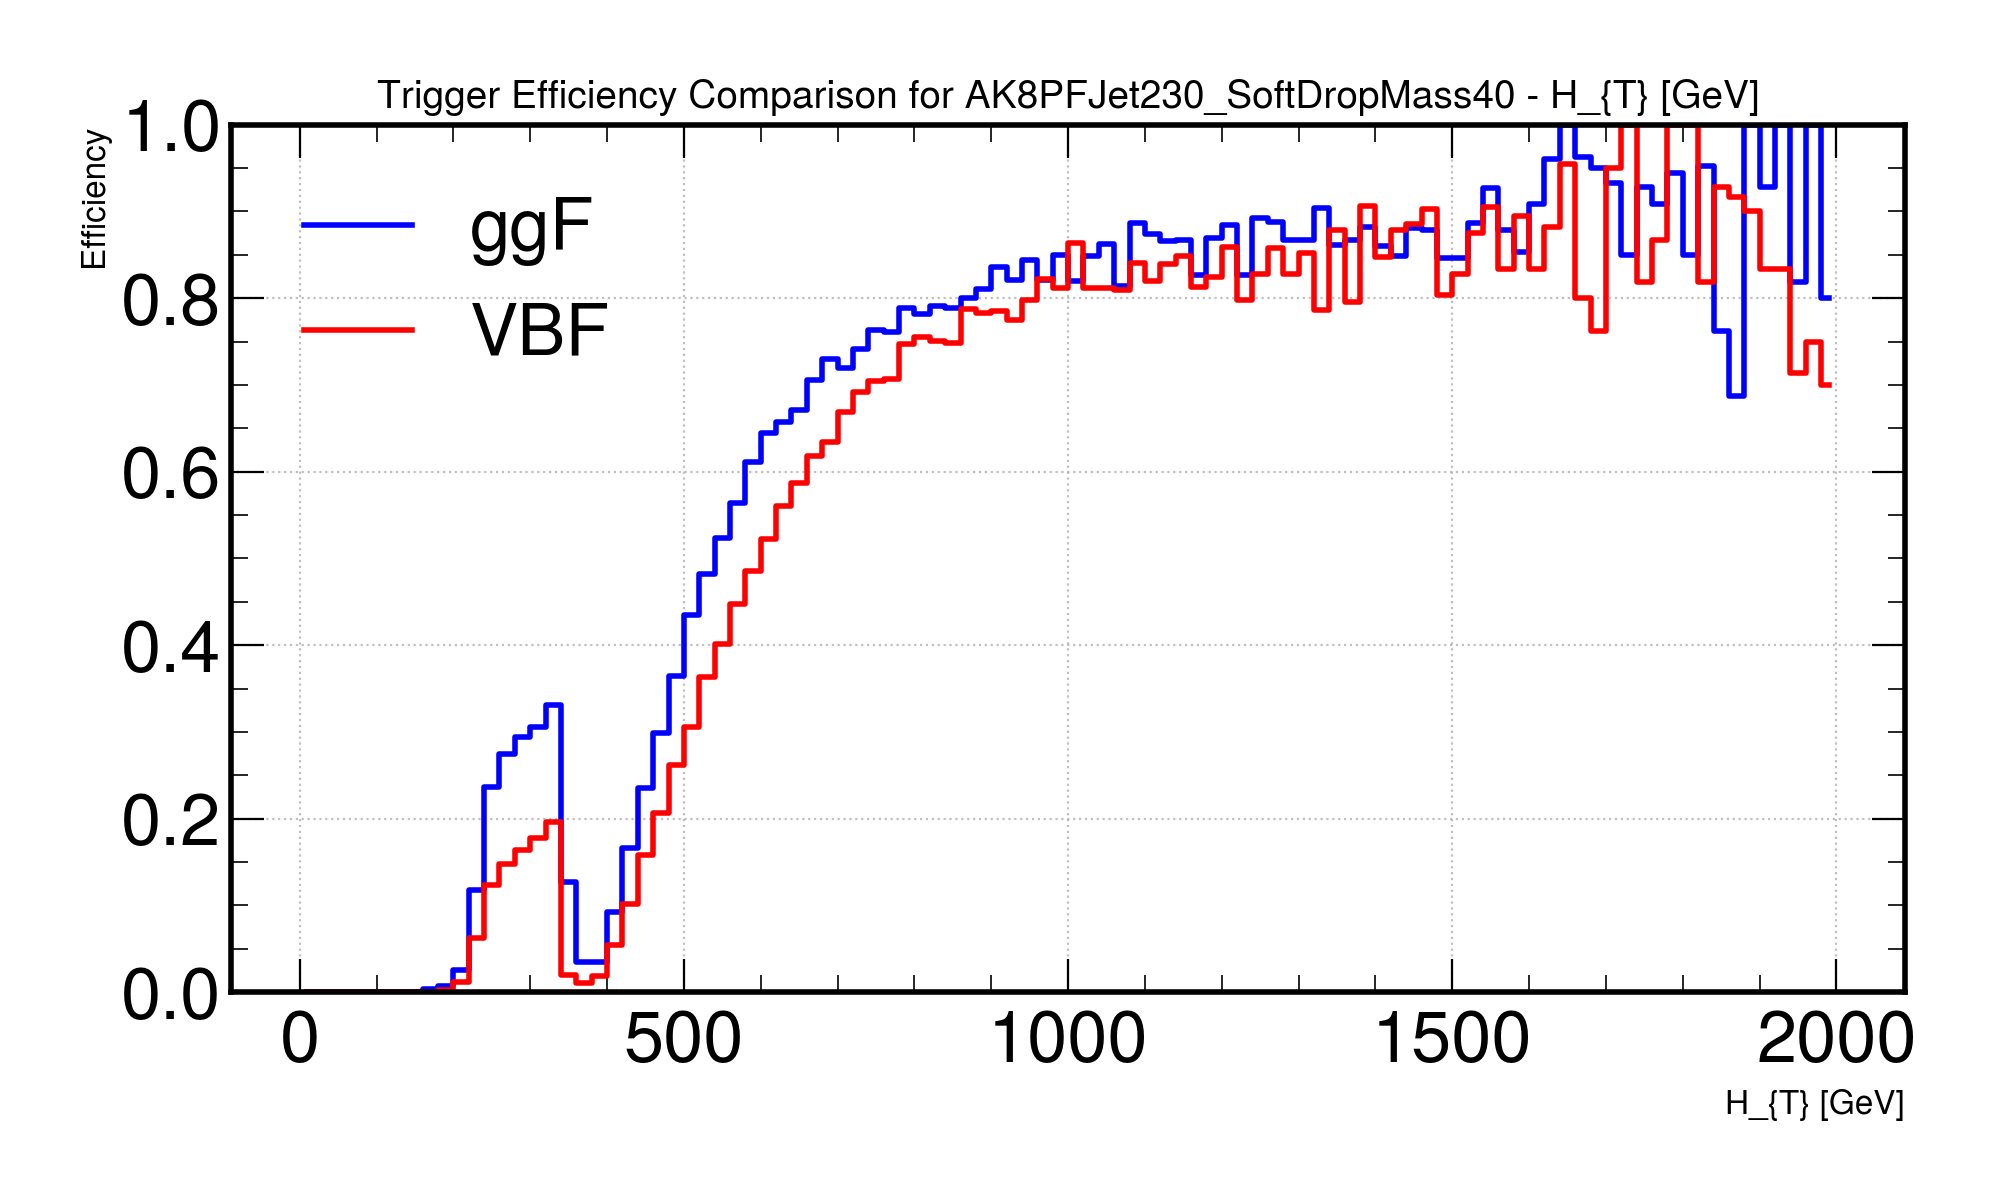 Trigger Efficiency Comparison for AK8PFJet230_SoftDropMass40 - H_{T} [GeV]
Efficiency
1.0
0.8
0.6
0.4
0.2
0.0
ggF
VBF
0 500 1000 1500 2000
H_{T} [GeV]